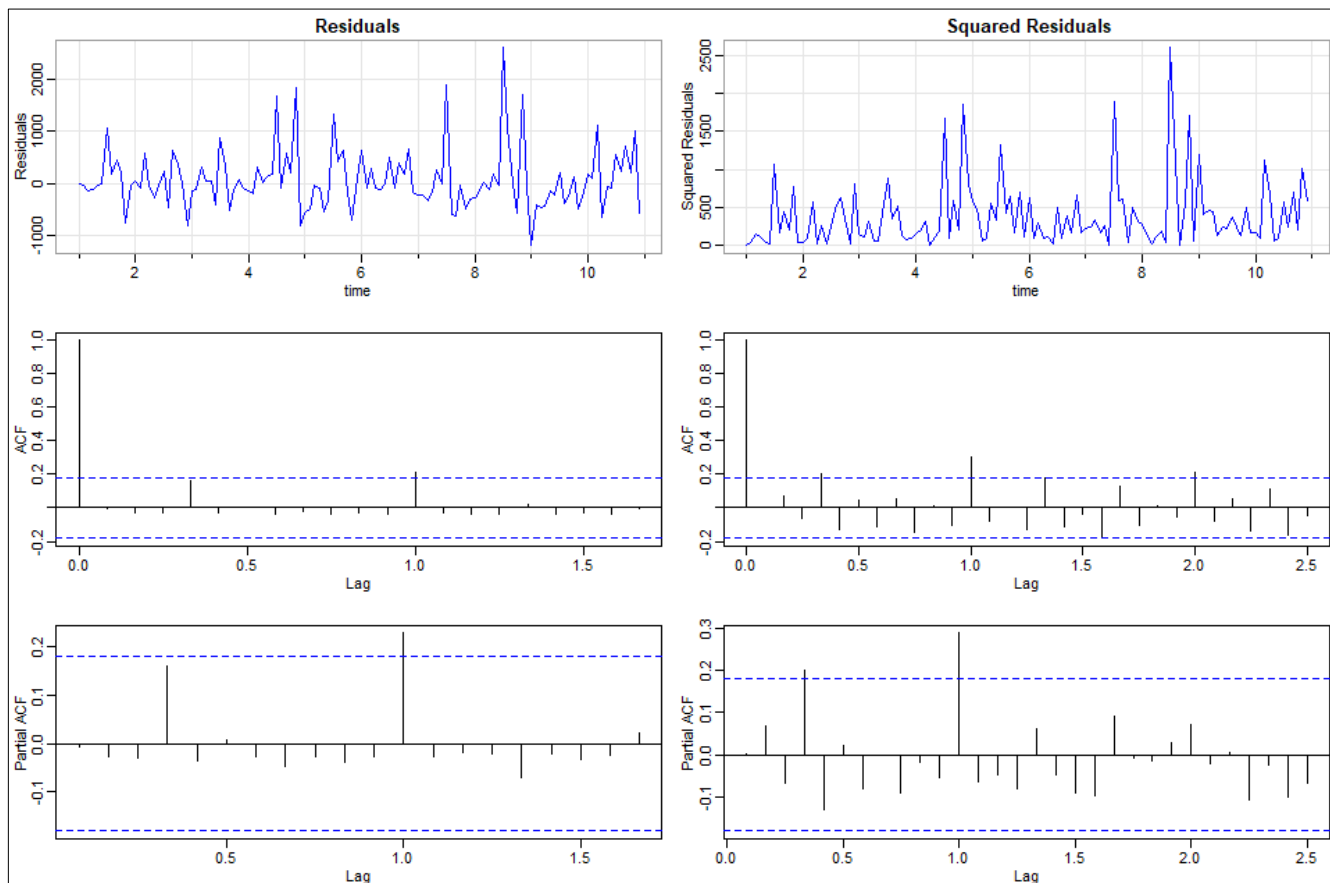 Residuals
Residuals
-1000 0 1000 2000
2 4 6 8 10
time
Squared Residuals
Squared Residuals
0 500 1500 2500
2 4 6 8 10
time
ACF
-0.2 0.2 0.4 0.6 0.8 1.0
0.0 0.5 1.0 1.5
Lag
ACF
-0.2 0.2 0.4 0.6 0.8 1.0
0.0 0.5 1.0 1.5 2.0 2.5
Lag
Partial ACF
-0.1 0.0 0.1 0.2
0.5 1.0 1.5
Lag
Partial ACF
-0.1 0.0 0.1 0.2 0.3
0.0 0.5 1.0 1.5 2.0 2.5
Lag